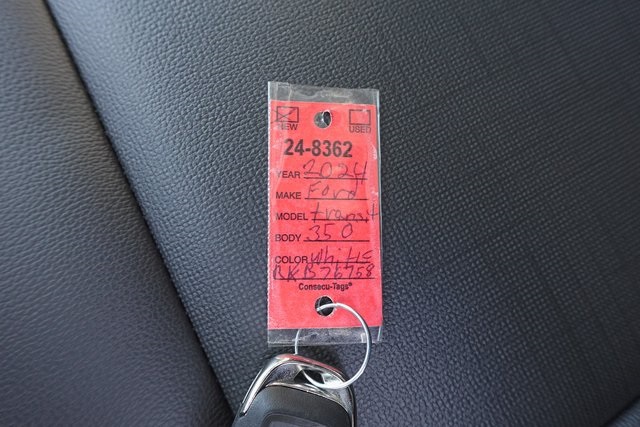 NEW USED
24-8362
YEAR 2024
MAKE Ford
MODEL transit
BODY 350
COLOR White
RKB76758
Consecu-Tags®